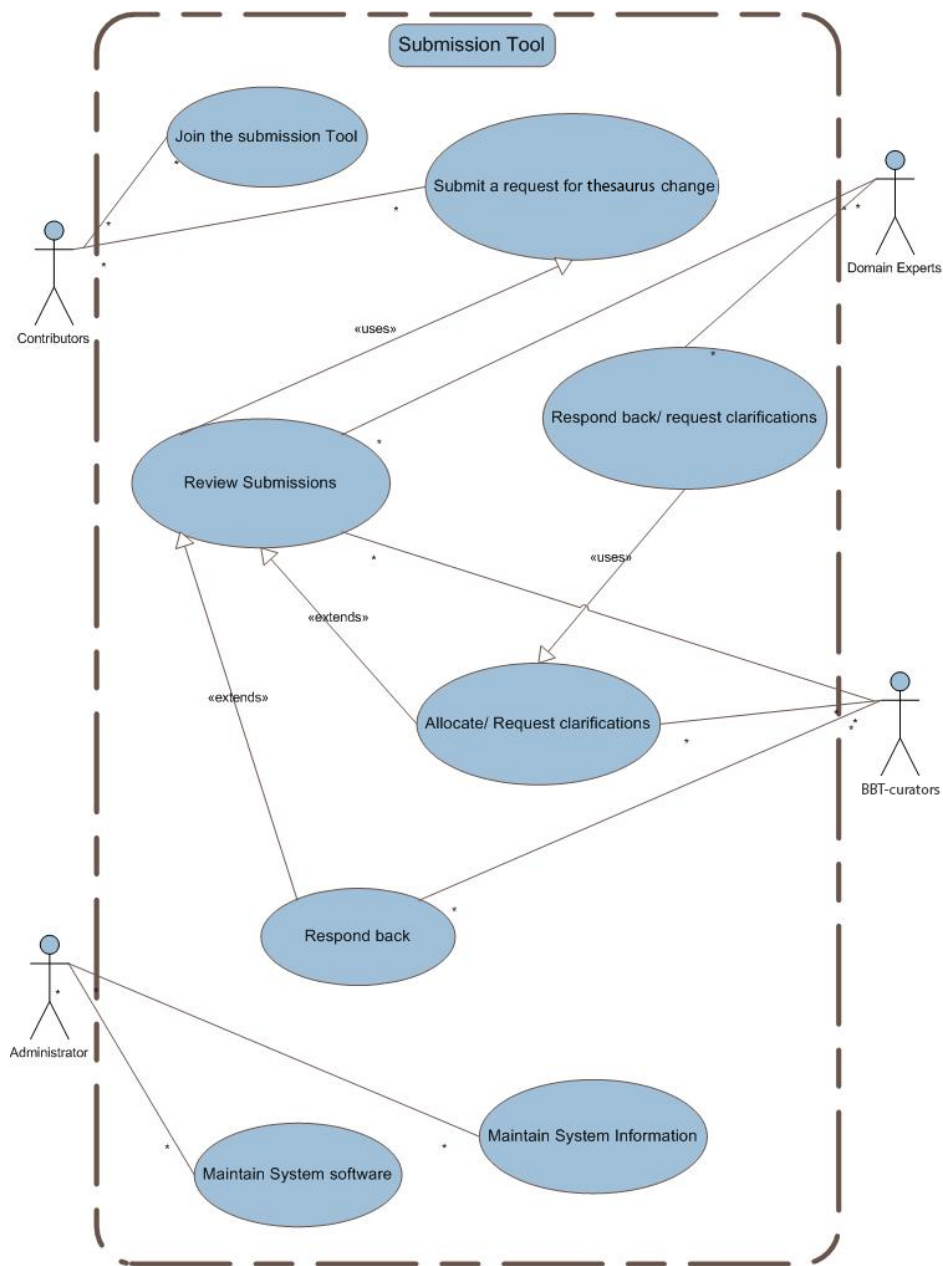 Submission Tool
Join the submission Tool
*
Submit a request for thesaurus change
*
*
*
* *
Contributors
Domain Experts
«uses»
*
Respond back/ request clarifications
*
Review Submissions
*
«uses»
«extends»
«extends»
Allocate/ Request clarifications
*
*
*
*
BBT-curators
*
Respond back
*
*
Administrator
Maintain System Information
*
*
Maintain System software